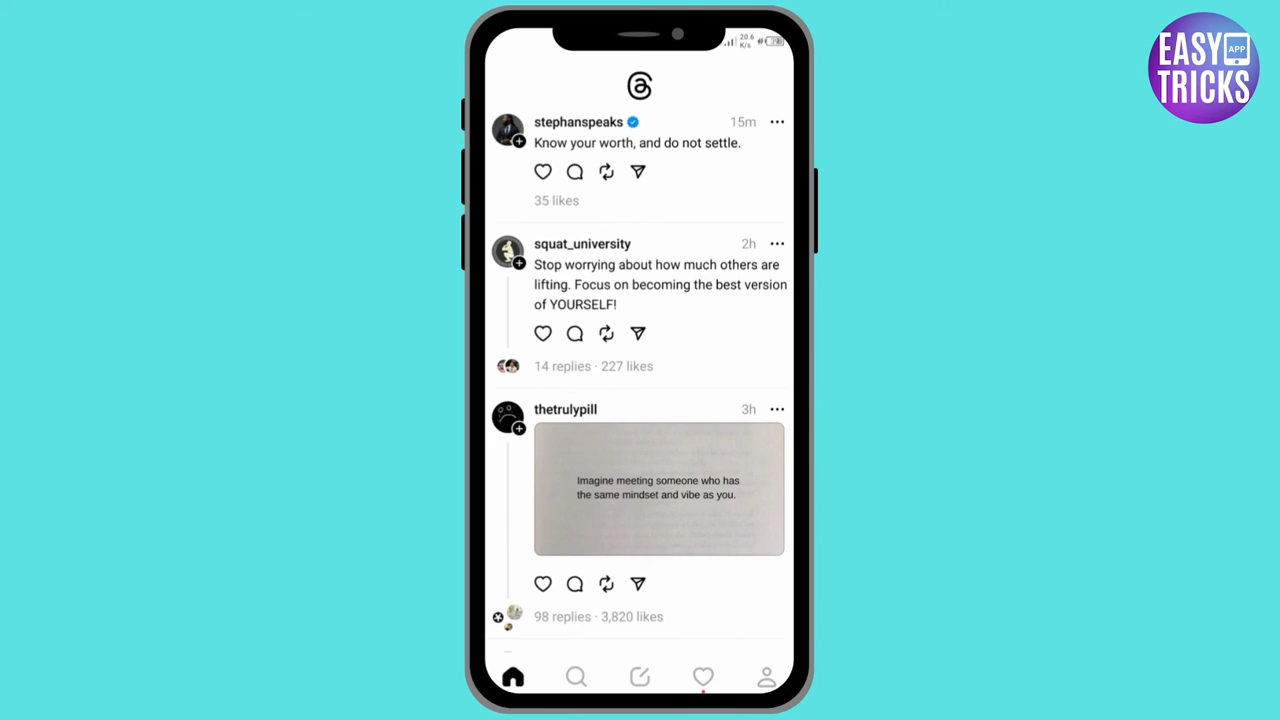 20.6
K/s
EASY
APP
TRICKS
stephanspeaks
15m
Know your worth, and do not settle.
35 likes
squat_university
2h
Stop worrying about how much others are
lifting. Focus on becoming the best version
of YOURSELF!
14 replies · 227 likes
thetrulypill
3h
Imagine meeting someone who has
the same mindset and vibe as you.
98 replies · 3,820 likes